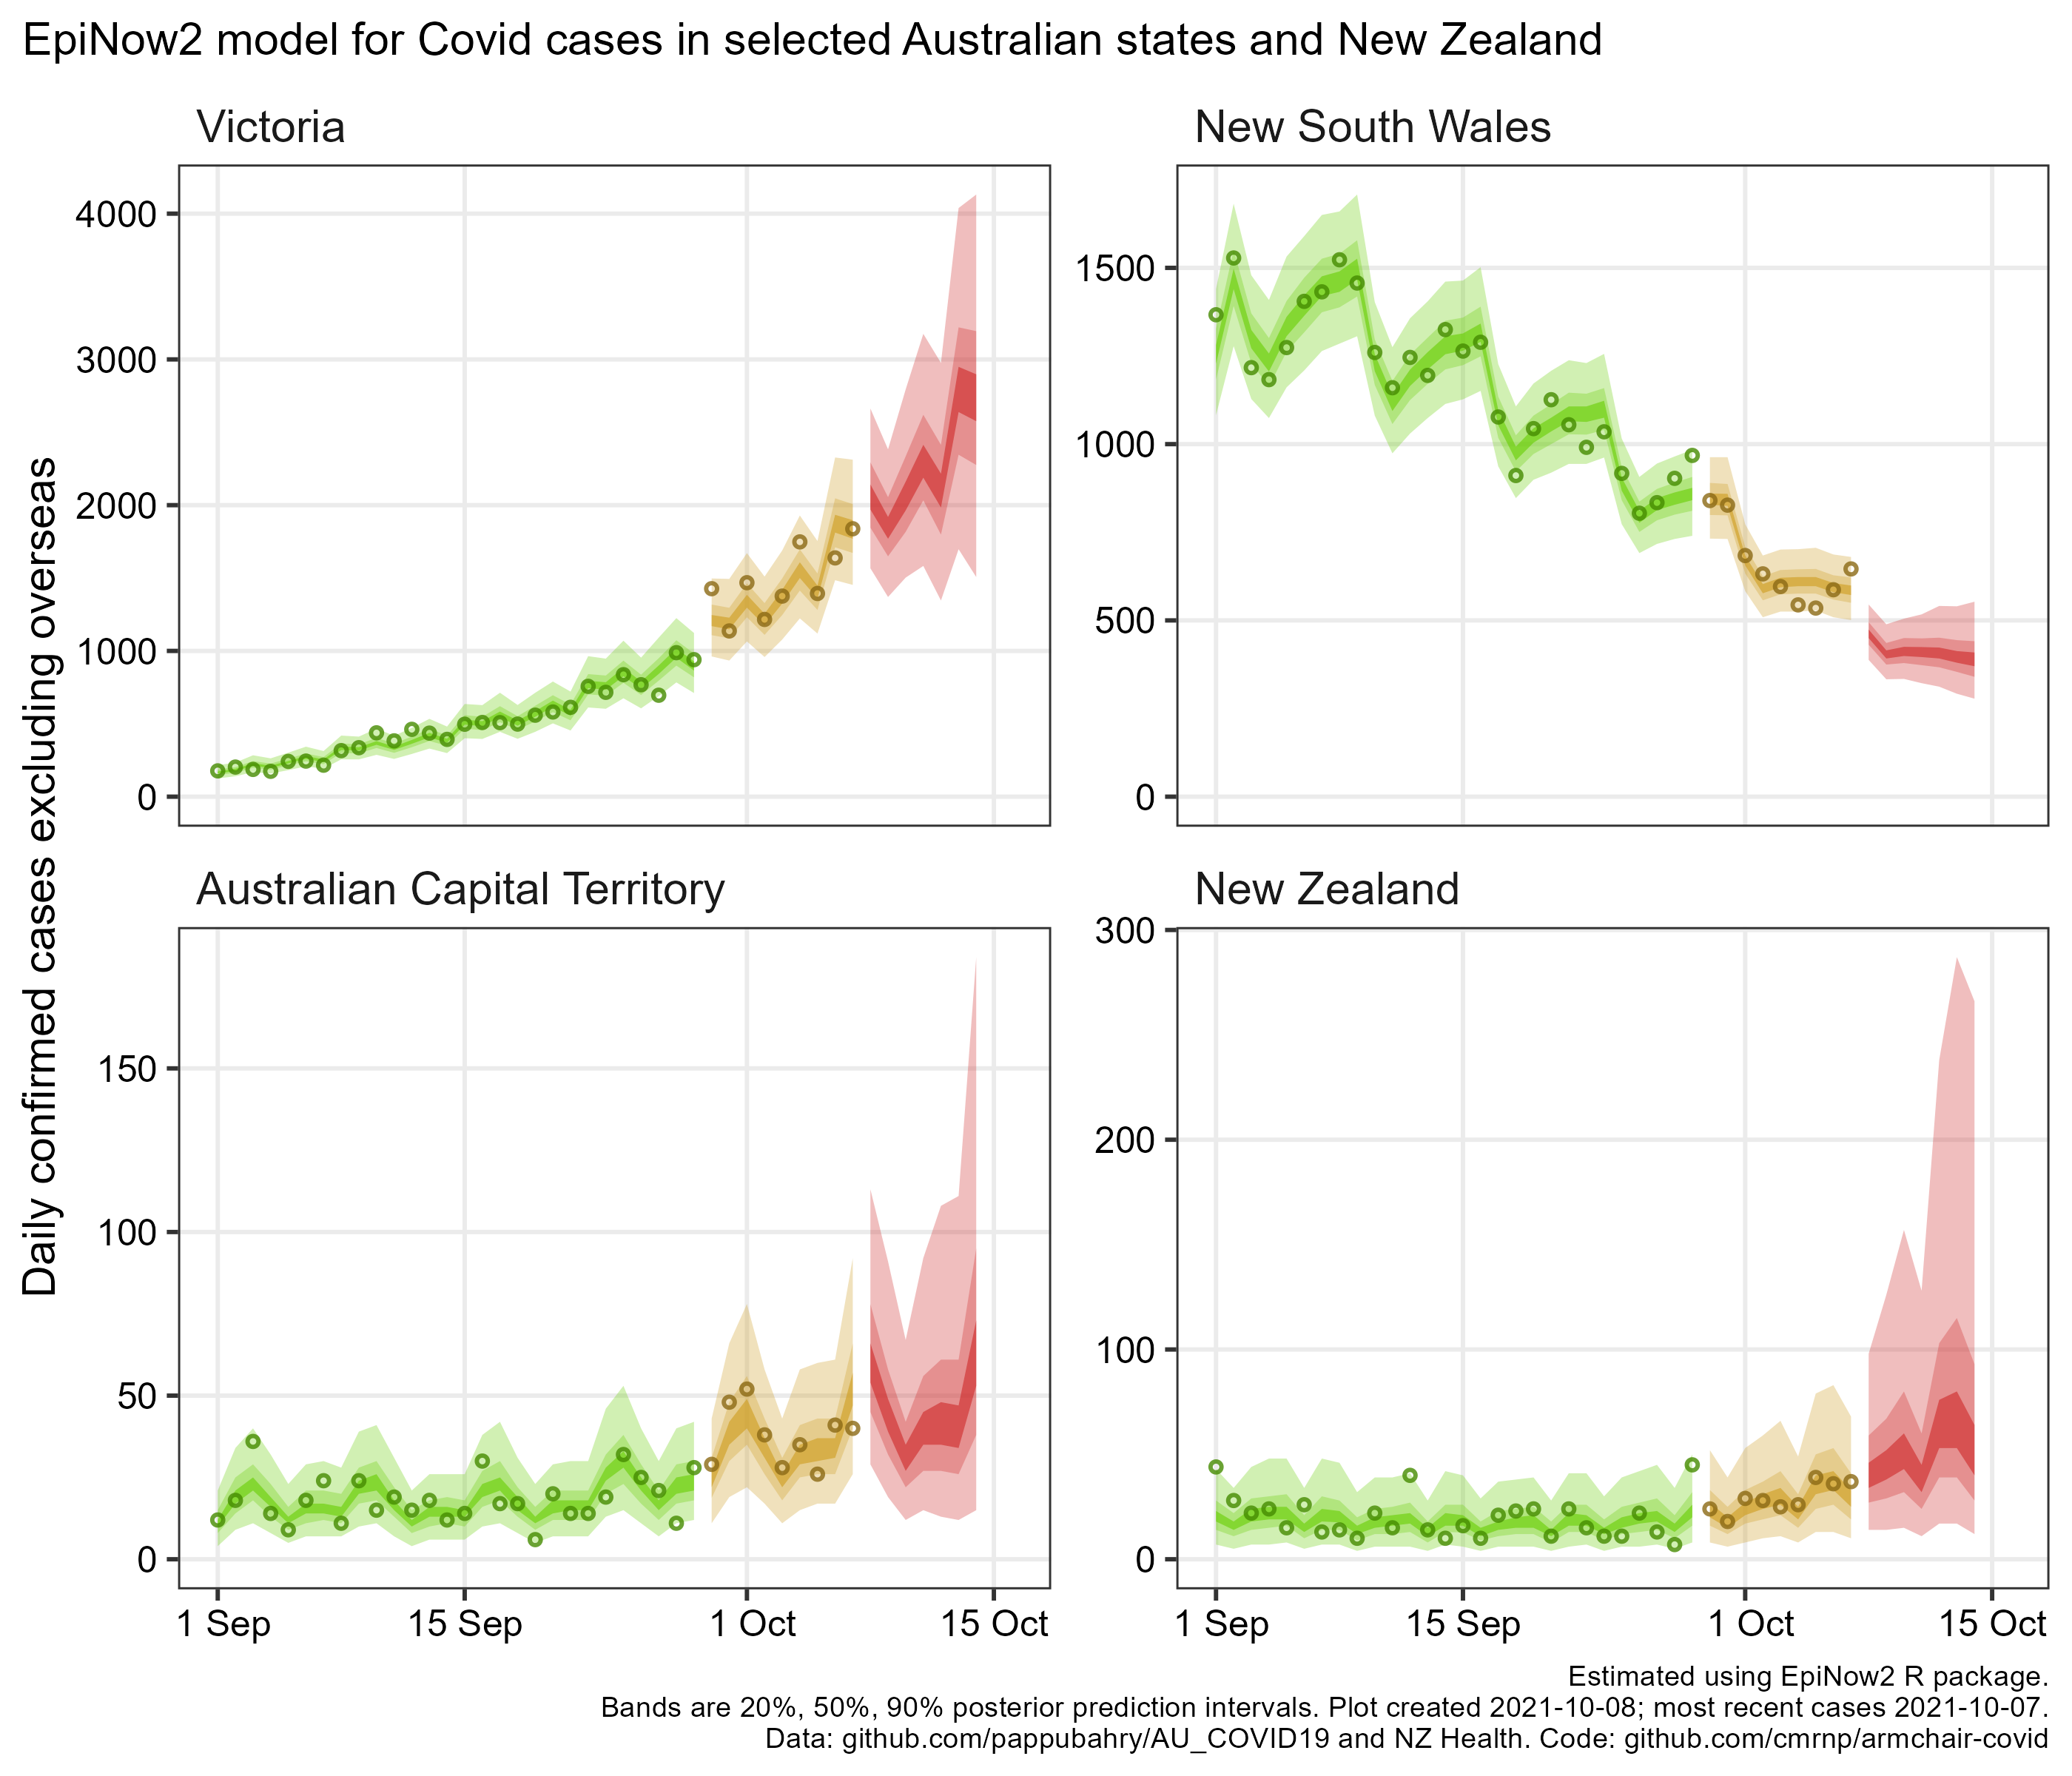 EpiNow2 model for Covid cases in selected Australian states and New Zealand
Daily confirmed cases excluding overseas
Victoria
4000
3000
2000
1000
0
New South Wales
1500
1000
500
0
Australian Capital Territory
150
100
50
0
1 Sep
15 Sep
1 Oct
15 Oct
New Zealand
300
200
100
0
1 Sep
15 Sep
1 Oct
15 Oct
Estimated using EpiNow2 R package.
Bands are 20%, 50%, 90% posterior prediction intervals. Plot created 2021-10-08; most recent cases 2021-10-07.
Data: github.com/pappubahry/AU_COVID19 and NZ Health. Code: github.com/cmrnp/armchair-covid